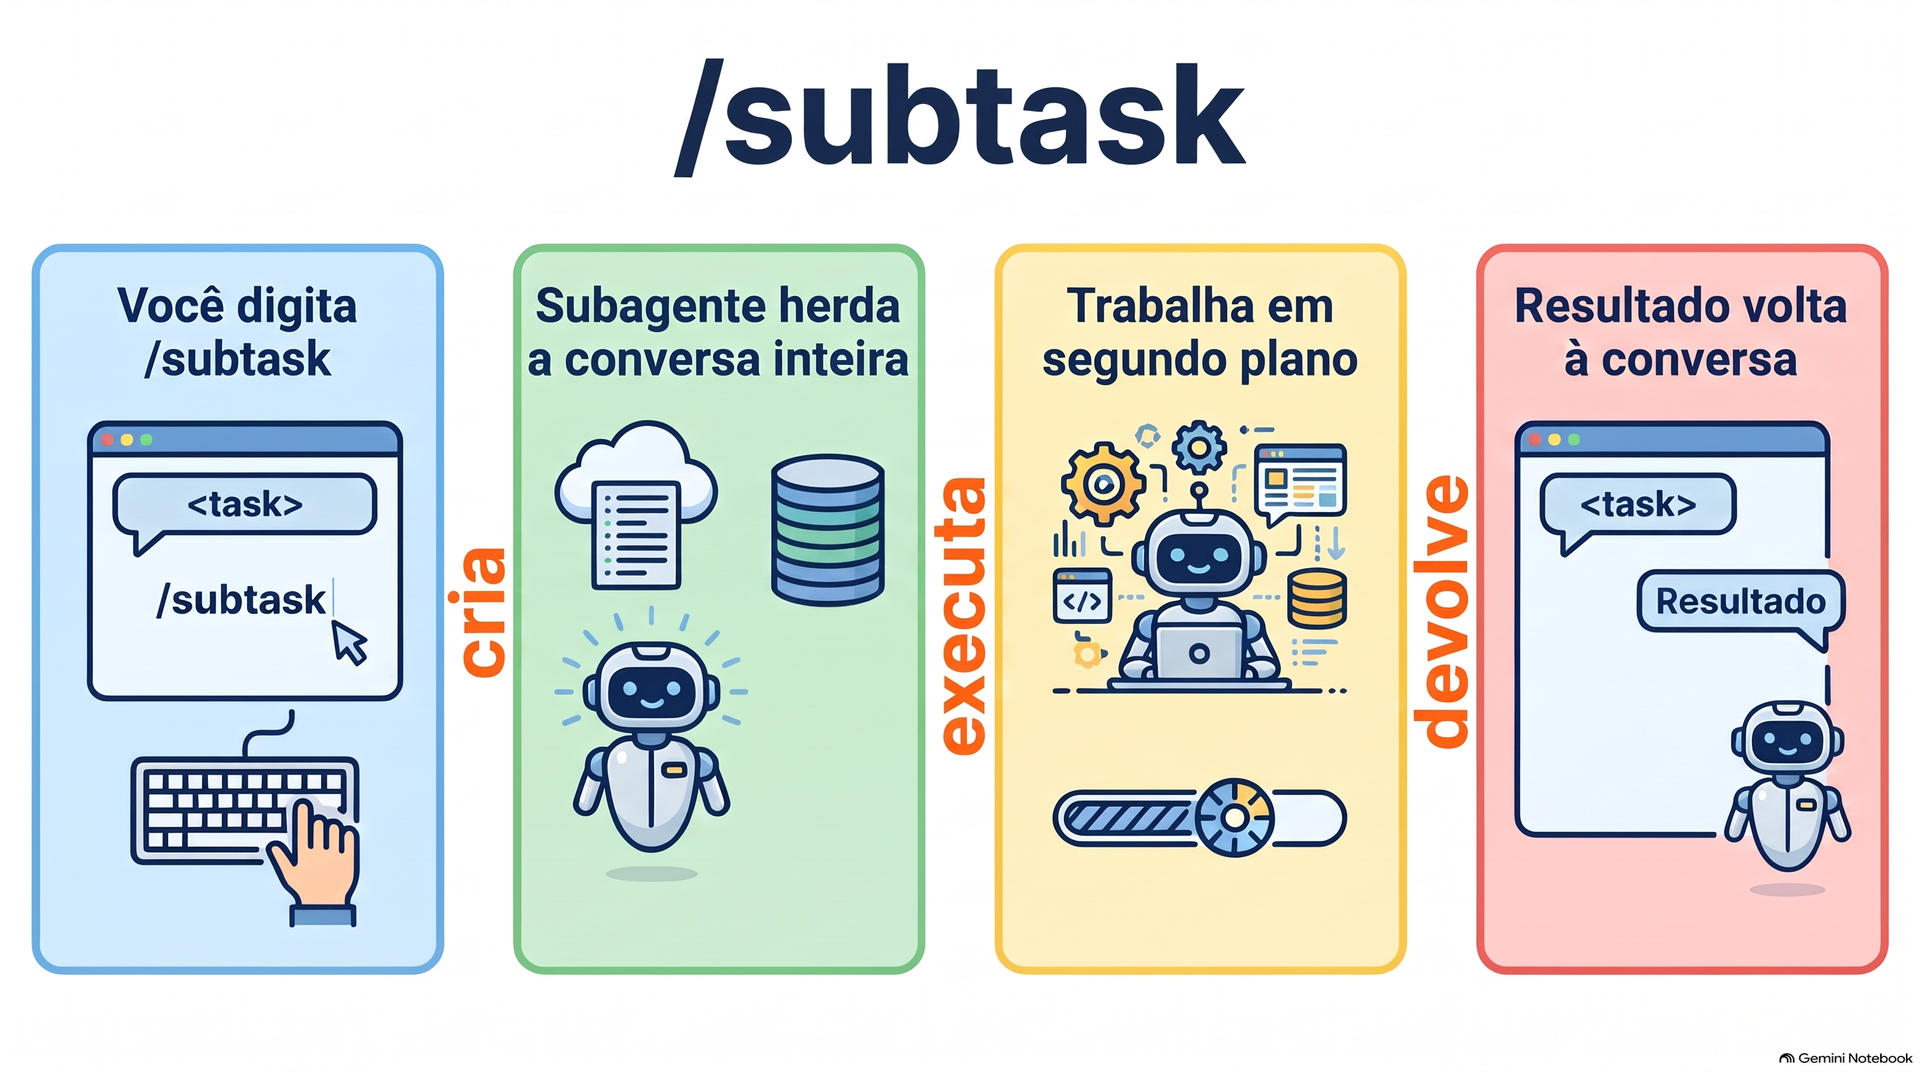 /subtask
Você digita
/subtask
<task>
/subtask
cria
Subagente herda
a conversa inteira
executa
Trabalha em
segundo plano
</>
devolve
Resultado volta
à conversa
<task>
Resultado
Gemini Notebook